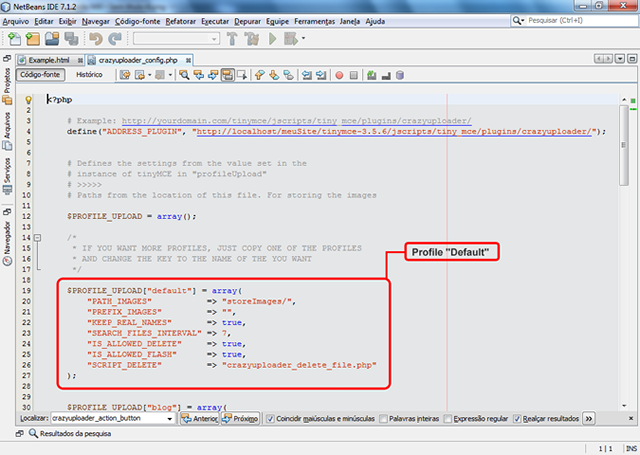 NetBeans IDE 7.1.2
Arquivo Editar Exibir Navegar Código-fonte Refatorar Executar Depurar Equipe Ferramentas Janela Ajuda
Pesquisar (Ctrl+I)
Example.html crazyuploader_config.php
Código-fonte Histórico
Projetos
Arquivos
Serviços
Navegador
1 <?php
2
3 # Example: http://yourdomain.com/tinymce/jscripts/tiny_mce/plugins/crazyuploader/
4 define("ADDRESS_PLUGIN", "http://localhost/meuSite/tinymce-3.5.6/jscripts/tiny_mce/plugins/crazyuploader/");
5
6
7 # Defines the settings from the value set in the
8 # instance of tinyMCE in "profileUpload"
9 # >>>>>
10 # Paths from the location of this file. For storing the images
11
12 $PROFILE_UPLOAD = array();
13
14 /*
15 * IF YOU WANT MORE PROFILES, JUST COPY ONE OF THE PROFILES
16 * AND CHANGE THE KEY TO THE NAME OF THE YOU WANT
17 */
18
Profile "Default"
19 $PROFILE_UPLOAD["default"] = array(
20 "PATH_IMAGES" => "storeImages/",
21 "PREFIX_IMAGES" => "",
22 "KEEP_REAL_NAMES" => true,
23 "SEARCH_FILES_INTERVAL" => 7,
24 "IS_ALLOWED_DELETE" => true,
25 "IS_ALLOWED_FLASH" => true,
26 "SCRIPT_DELETE" => "crazyuploader_delete_file.php"
27 );
28
29
30 $PROFILE_UPLOAD["blog"] = array(
Localizar: crazyuploader_action_button Anterior Próximo Coincidir maiúsculas e minúsculas Palavras inteiras Expressão regular Realçar resultados
Resultados da pesquisa
1 | 1 INS